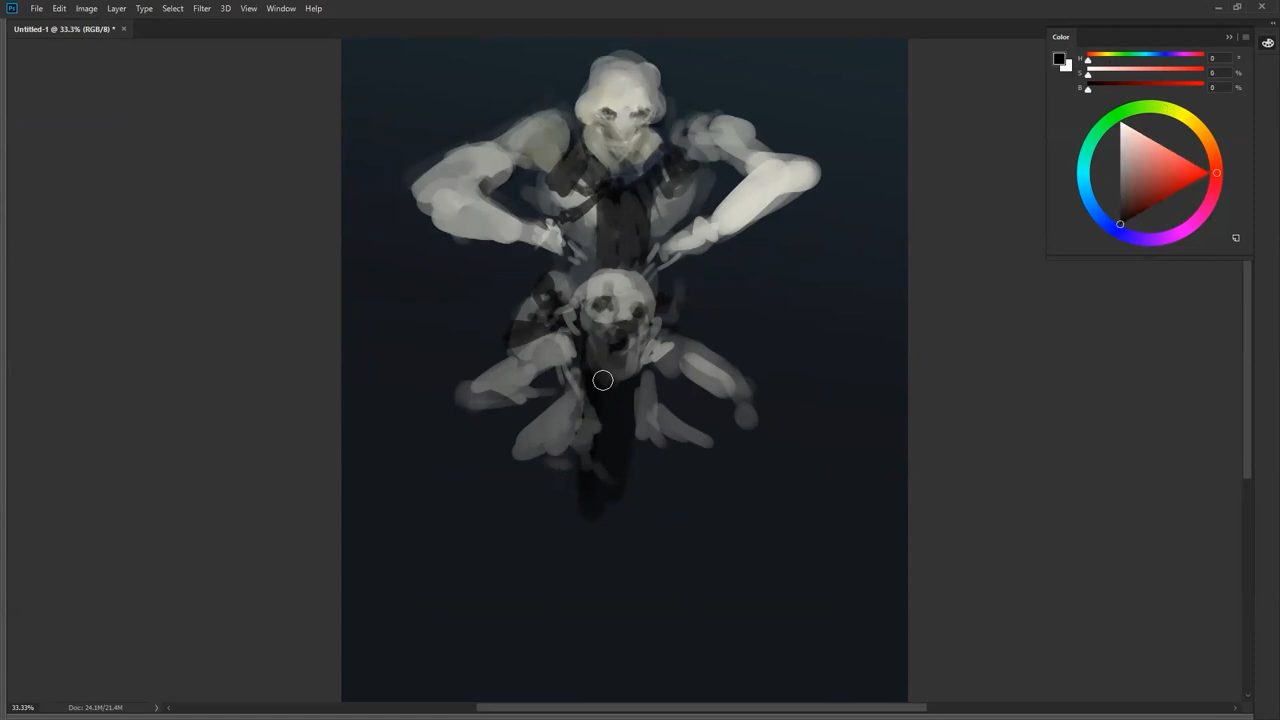 Ps File Edit Image Layer Type Select Filter 3D View Window Help
Untitled-1 @ 33.3% (RGB/8) * ×
Color
H 0 °
S 0 %
B 0 %
33.33% Doc: 24.1M/21.4M